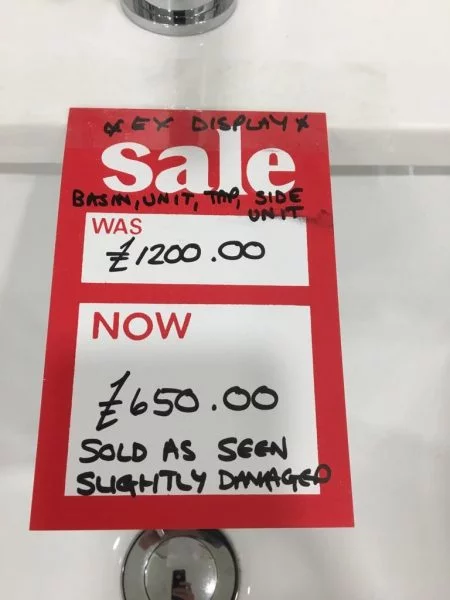 * EX DISPLAY *
sale
BASIN, UNIT, TAP, SIDE
UNIT
WAS
£1200.00
NOW
£650.00
SOLD AS SEEN
SLIGHTLY DAMAGED